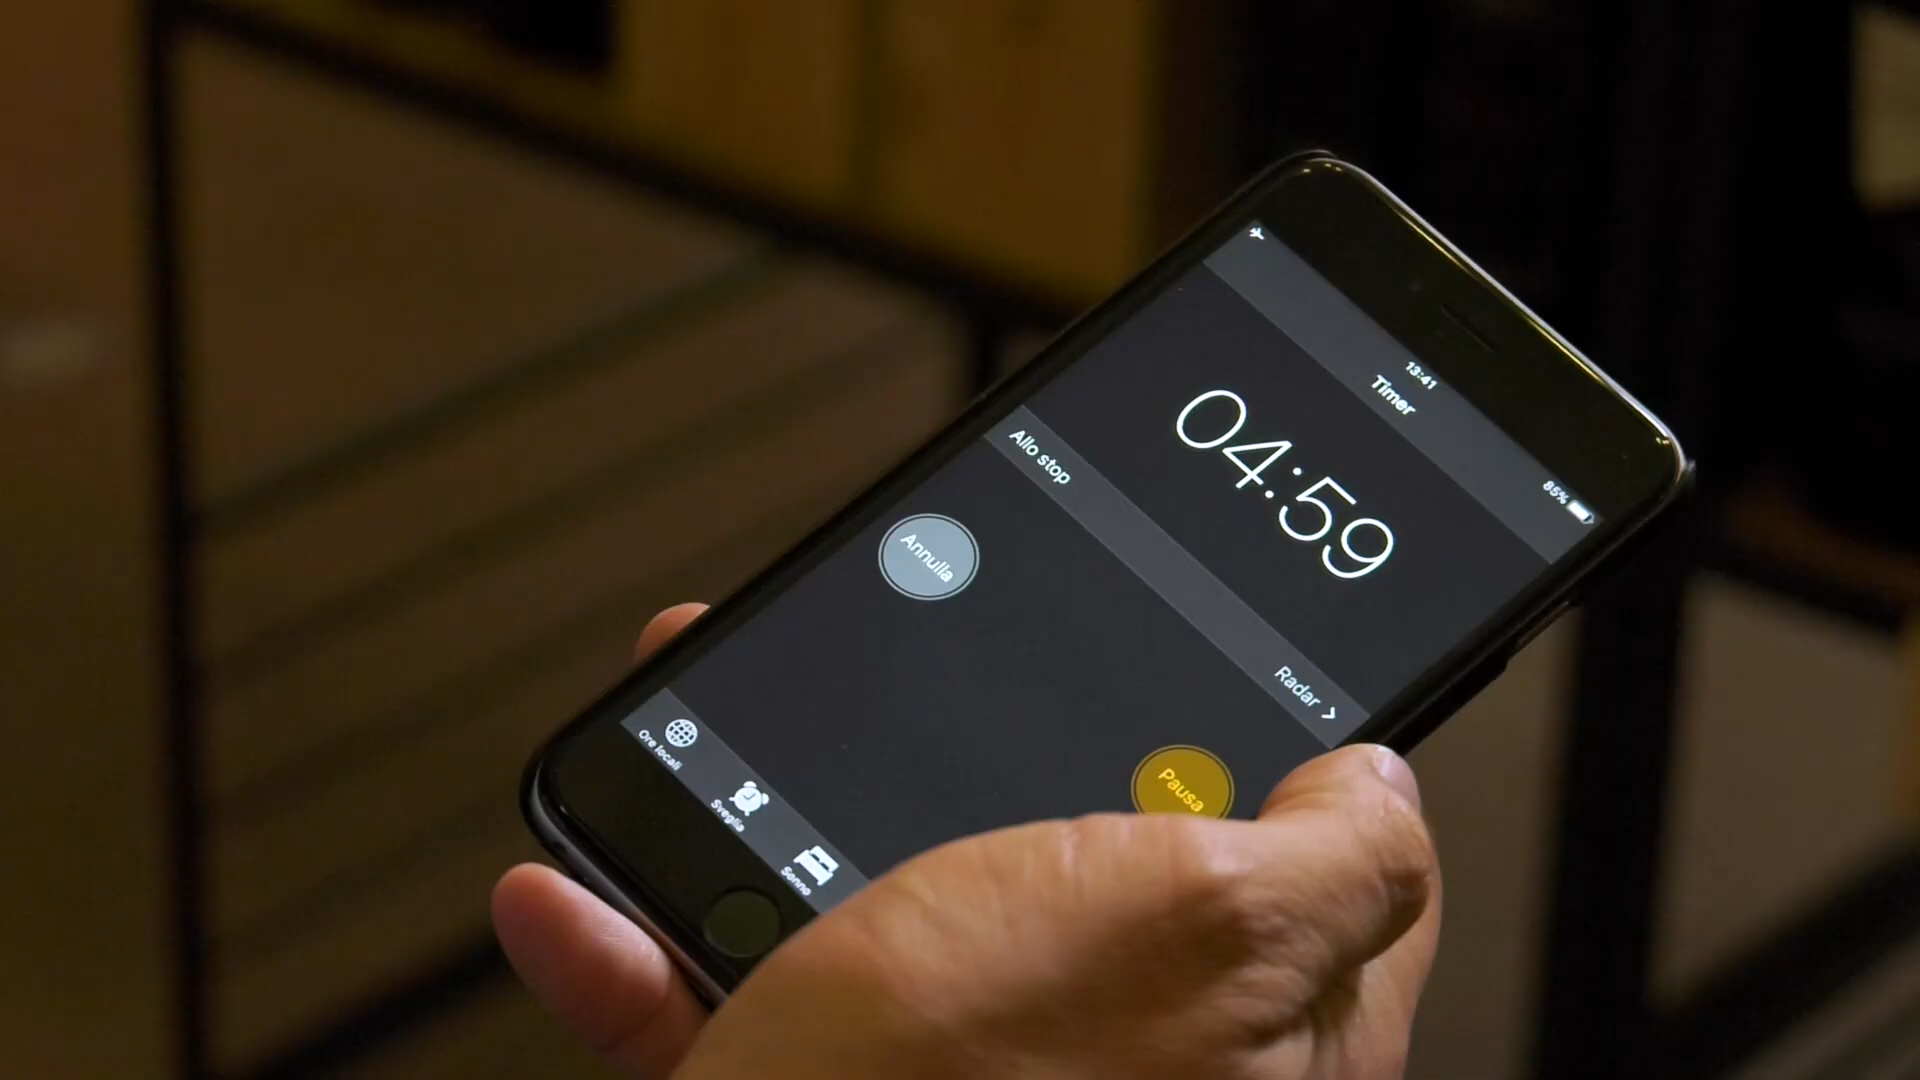 13:41
85%
Timer
04:59
Allo stop
Radar >
Annulla
Pausa
Ore locali
Sveglia
Sonno